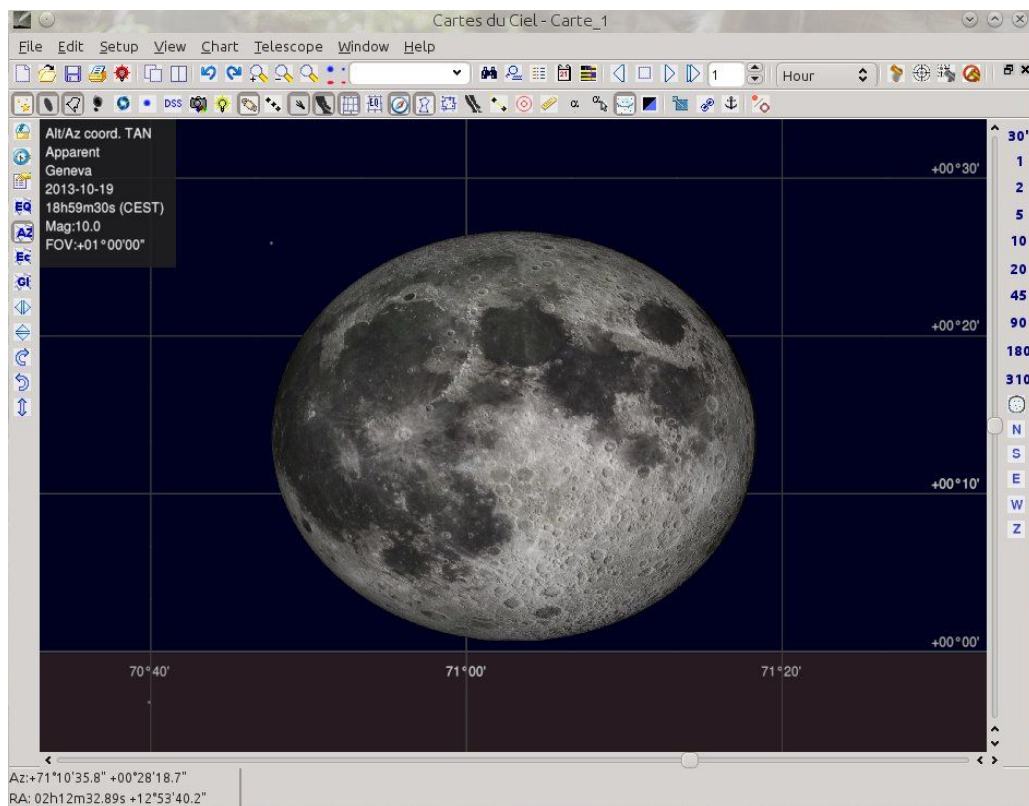 Cartes du Ciel - Carte_1
File Edit Setup View Chart Telescope Window Help
DSS 1 Hour
EQ α α
Alt/Az coord. TAN
Apparent
Geneva
2013-10-19
18h59m30s (CEST)
Mag:10.0
FOV:+01°00'00"
EQ
AZ
Ec
Gl
+00°30'
+00°20'
+00°10'
+00°00'
70°40' 71°00' 71°20'
30'
1
2
5
10
20
45
90
180
310
N
S
E
W
Z
Az:+71°10'35.8" +00°28'18.7"
RA: 02h12m32.89s +12°53'40.2"